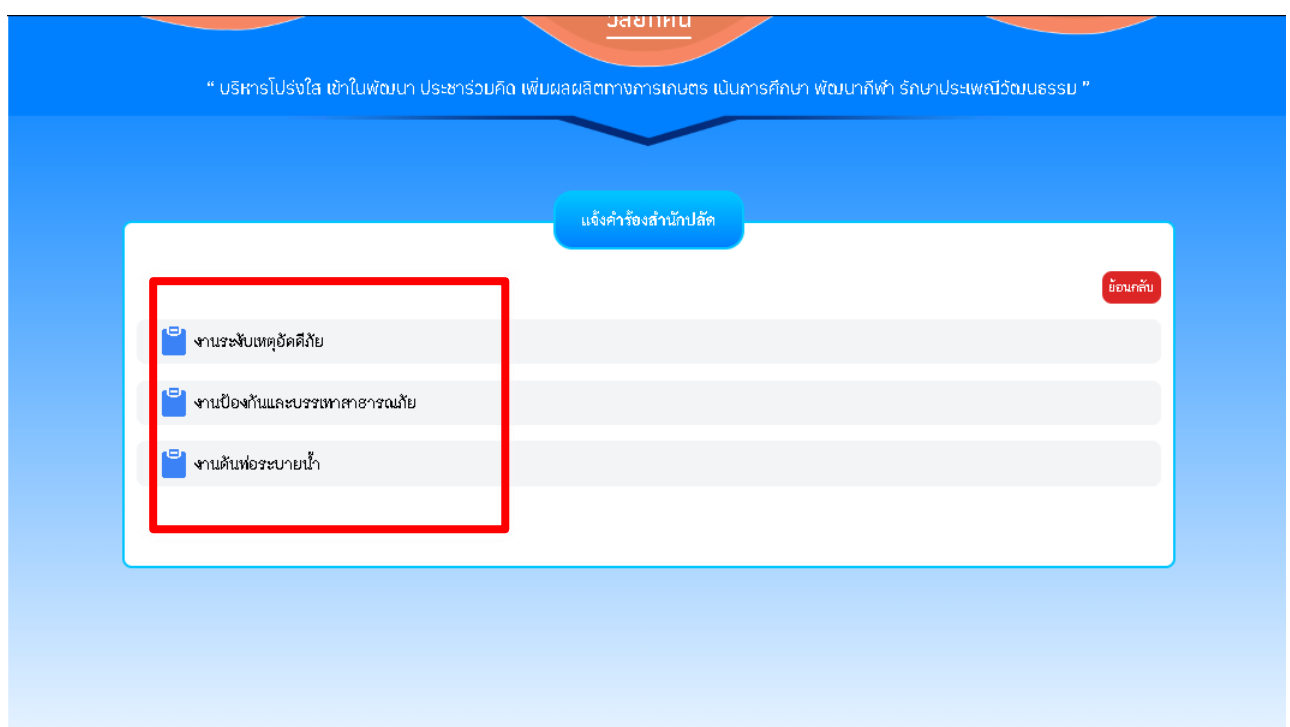 วิสัยทัศน์
“ บริหารโปร่งใส เข้าใจพัฒนา ประชาร่วมคิด เพิ่มผลผลิตทางการเกษตร เน้นการศึกษา พัฒนากีฬา รักษาประเพณีวัฒนธรรม ”
แจ้งคำร้องสำนักปลัด
ย้อนกลับ
งานระงับเหตุอัคคีภัย
งานป้องกันและบรรเทาสาธารณภัย
งานดันท่อระบายน้ำ